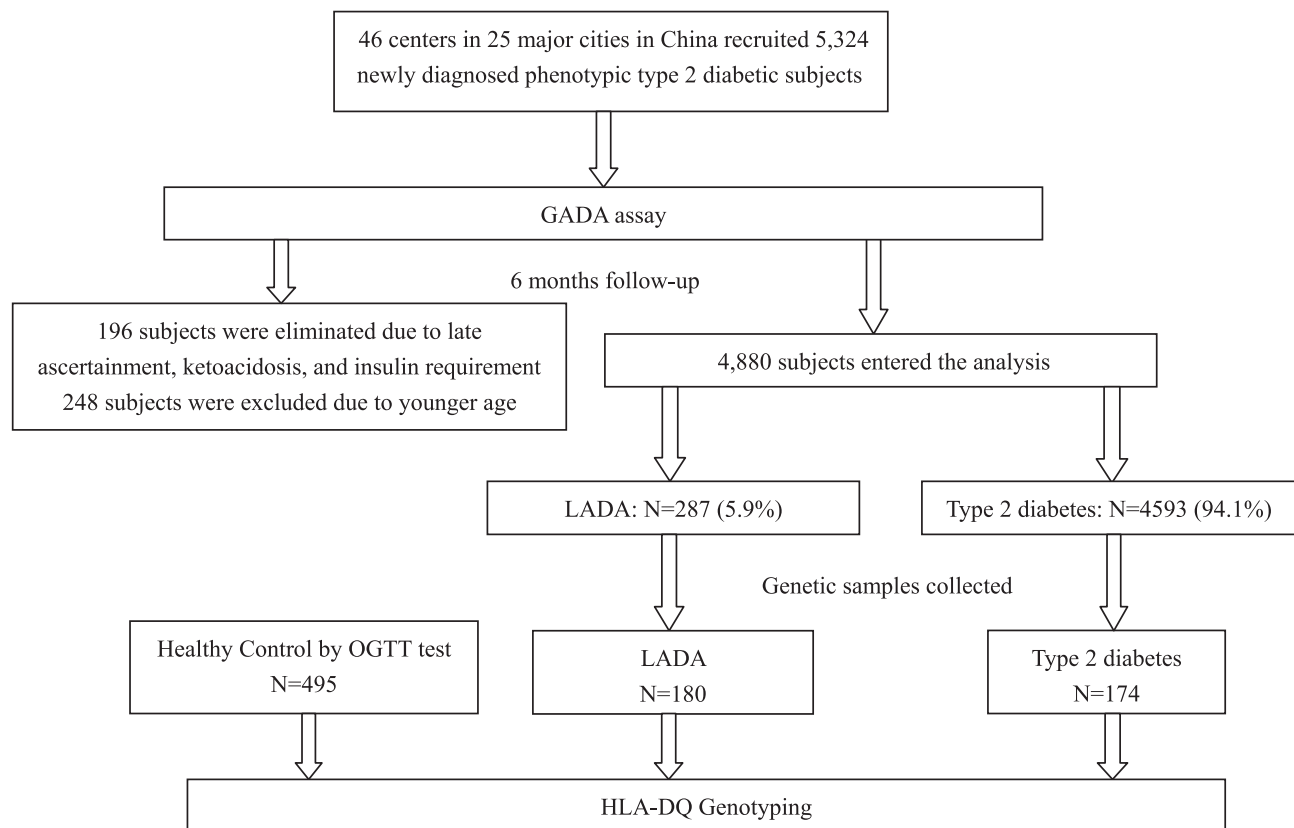 46 centers in 25 major cities in China recruited 5,324
newly diagnosed phenotypic type 2 diabetic subjects
GADA assay
6 months follow-up
196 subjects were eliminated due to late
ascertainment, ketoacidosis, and insulin requirement
248 subjects were excluded due to younger age
4,880 subjects entered the analysis
LADA: N=287 (5.9%)
Type 2 diabetes: N=4593 (94.1%)
Genetic samples collected
Healthy Control by OGTT test
N=495
LADA
N=180
Type 2 diabetes
N=174
HLA-DQ Genotyping